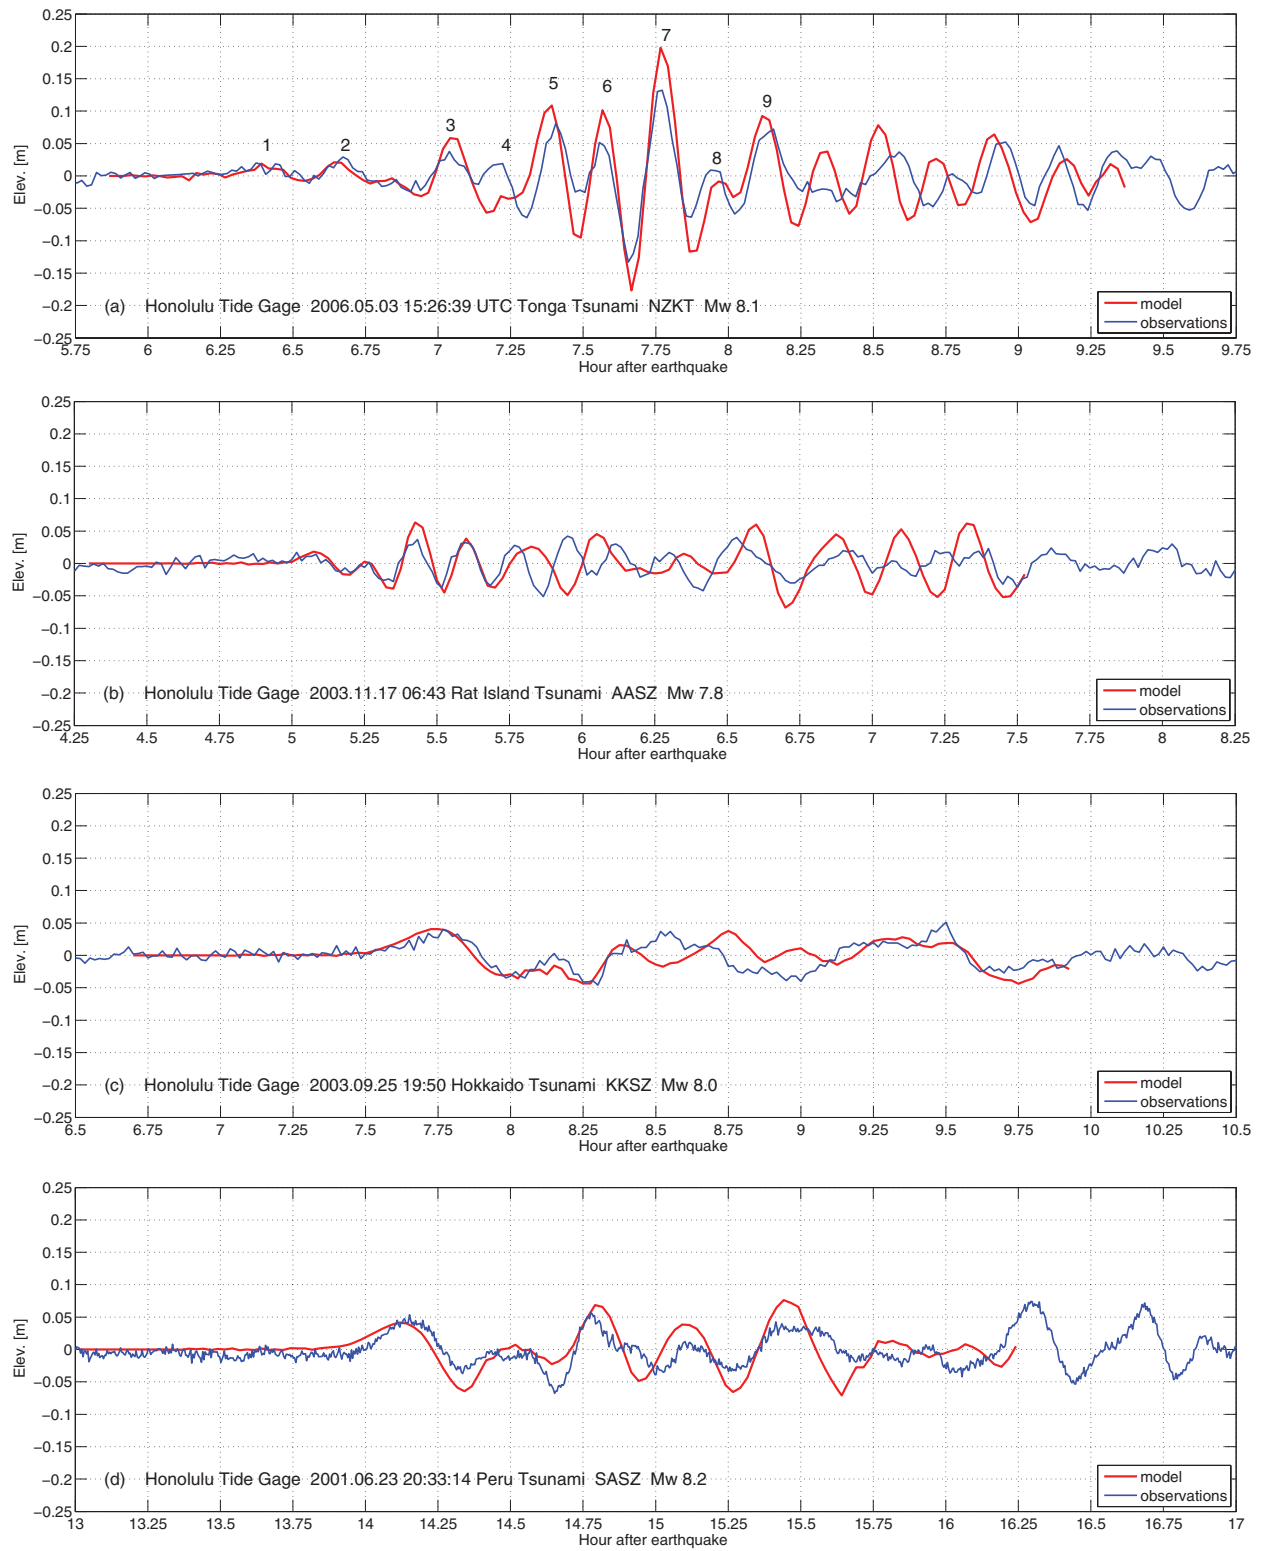 0.25
0.2
0.15
0.1
0.05
0
−0.05
−0.1
−0.15
−0.2
−0.25
Elev. [m]
1
2
3
4
5
6
7
8
9
(a) Honolulu Tide Gage 2006.05.03 15:26:39 UTC Tonga Tsunami NZKT Mw 8.1
model
observations
5.75 6 6.25 6.5 6.75 7 7.25 7.5 7.75 8 8.25 8.5 8.75 9 9.25 9.5 9.75
Hour after earthquake
0.25
0.2
0.15
0.1
0.05
0
−0.05
−0.1
−0.15
−0.2
−0.25
Elev. [m]
(b) Honolulu Tide Gage 2003.11.17 06:43 Rat Island Tsunami AASZ Mw 7.8
model
observations
4.25 4.5 4.75 5 5.25 5.5 5.75 6 6.25 6.5 6.75 7 7.25 7.5 7.75 8 8.25
Hour after earthquake
0.25
0.2
0.15
0.1
0.05
0
−0.05
−0.1
−0.15
−0.2
−0.25
Elev. [m]
(c) Honolulu Tide Gage 2003.09.25 19:50 Hokkaido Tsunami KKSZ Mw 8.0
model
observations
6.5 6.75 7 7.25 7.5 7.75 8 8.25 8.5 8.75 9 9.25 9.5 9.75 10 10.25 10.5
Hour after earthquake
0.25
0.2
0.15
0.1
0.05
0
−0.05
−0.1
−0.15
−0.2
−0.25
Elev. [m]
(d) Honolulu Tide Gage 2001.06.23 20:33:14 Peru Tsunami SASZ Mw 8.2
model
observations
13 13.25 13.5 13.75 14 14.25 14.5 14.75 15 15.25 15.5 15.75 16 16.25 16.5 16.75 17
Hour after earthquake